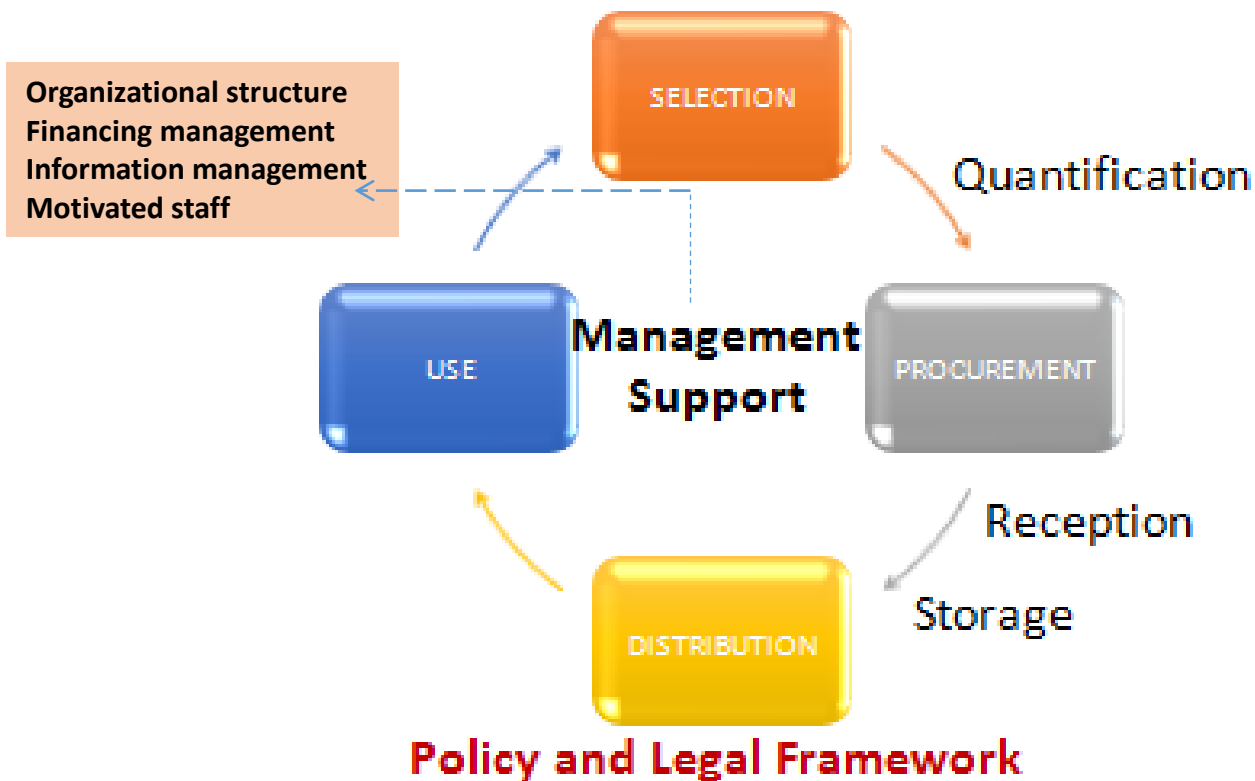 SELECTION
Organizational structure
Financing management
Information management
Motivated staff
Quantification
USE
Management
Support
PROCUREMENT
Reception
Storage
DISTRIBUTION
Policy and Legal Framework